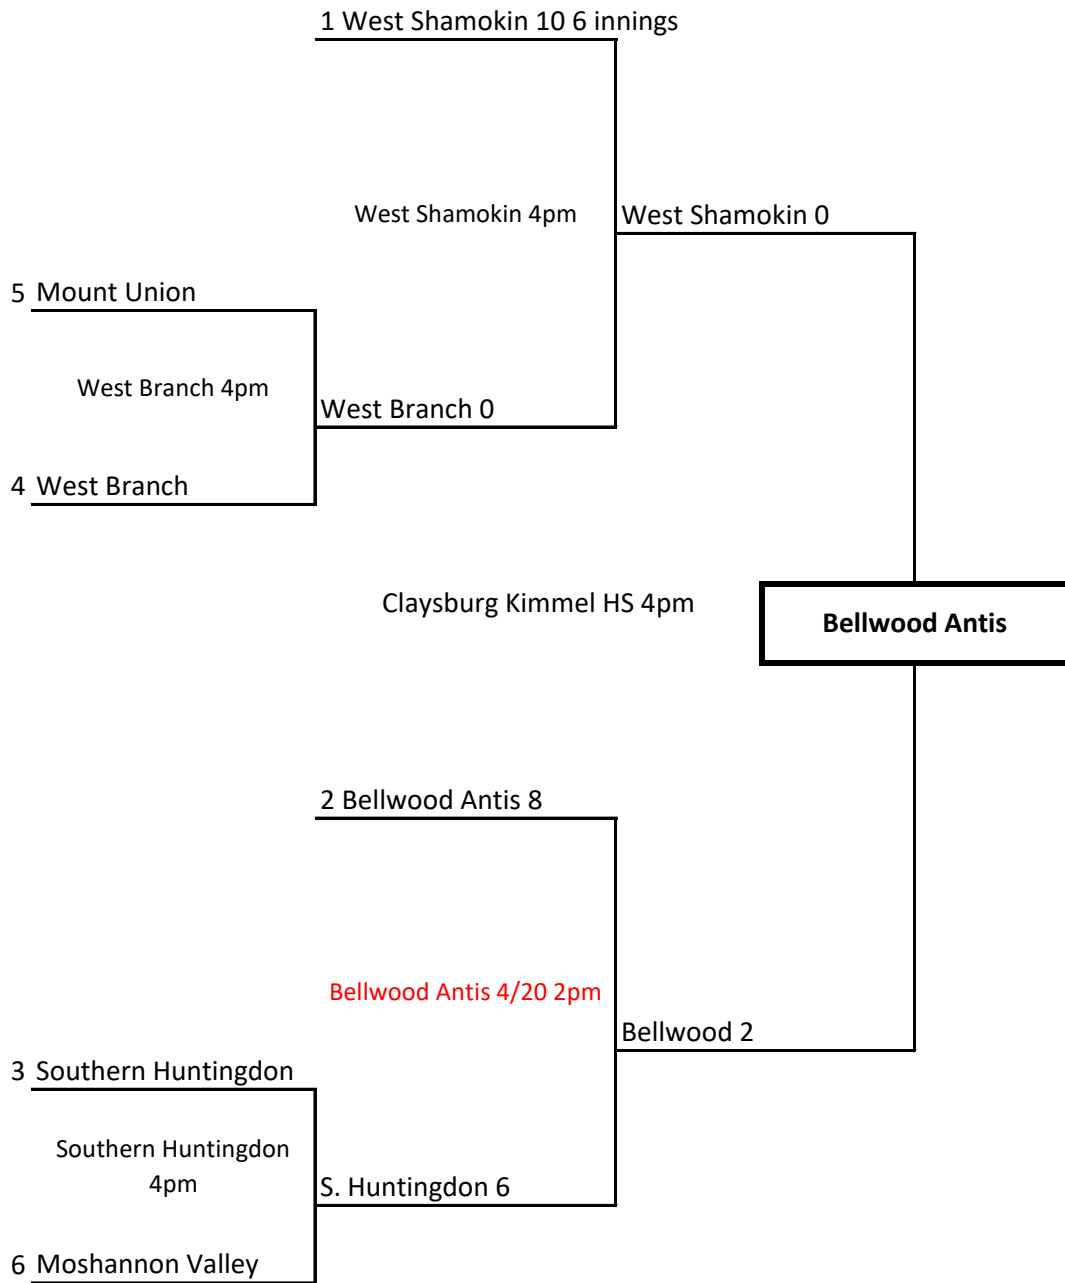 1 West Shamokin 10 6 innings
West Shamokin 4pm
West Shamokin 0
5 Mount Union
West Branch 4pm
West Branch 0
4 West Branch
Claysburg Kimmel HS 4pm
Bellwood Antis
2 Bellwood Antis 8
Bellwood Antis 4/20 2pm
Bellwood 2
3 Southern Huntingdon
Southern Huntingdon
4pm
S. Huntingdon 6
6 Moshannon Valley